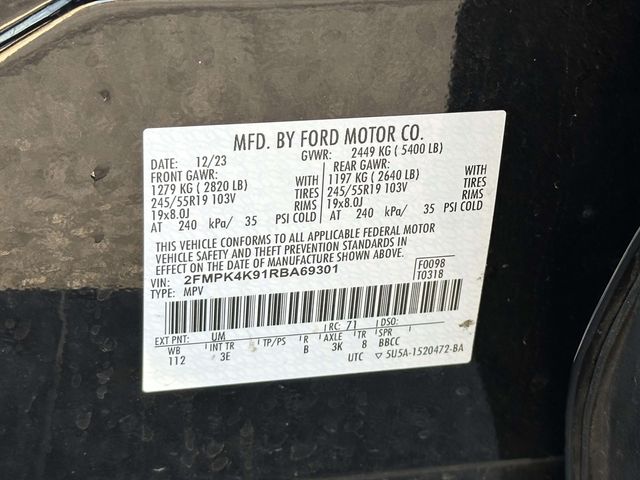 MFD. BY FORD MOTOR CO.
DATE: 12/23 GVWR: 2449 KG ( 5400 LB)
FRONT GAWR: REAR GAWR:
1279 KG ( 2820 LB) WITH 1197 KG ( 2640 LB) WITH
245/55R19 103V TIRES 245/55R19 103V TIRES
19x8.0J RIMS 19x8.0J RIMS
AT 240 kPa/ 35 PSI COLD AT 240 kPa/ 35 PSI COLD
THIS VEHICLE CONFORMS TO ALL APPLICABLE FEDERAL MOTOR
VEHICLE SAFETY AND THEFT PREVENTION STANDARDS IN
EFFECT ON THE DATE OF MANUFACTURE SHOWN ABOVE.
VIN: 2FMPK4K91RBA69301 F0098
TYPE: MPV T0318
EXT PNT: UM RC: 71 DSO:
WB INT TR TP/PS R AXLE TR SPR
112 3E B 3K 8 BBCC
UTC ▽ 5U5A-1520472-BA